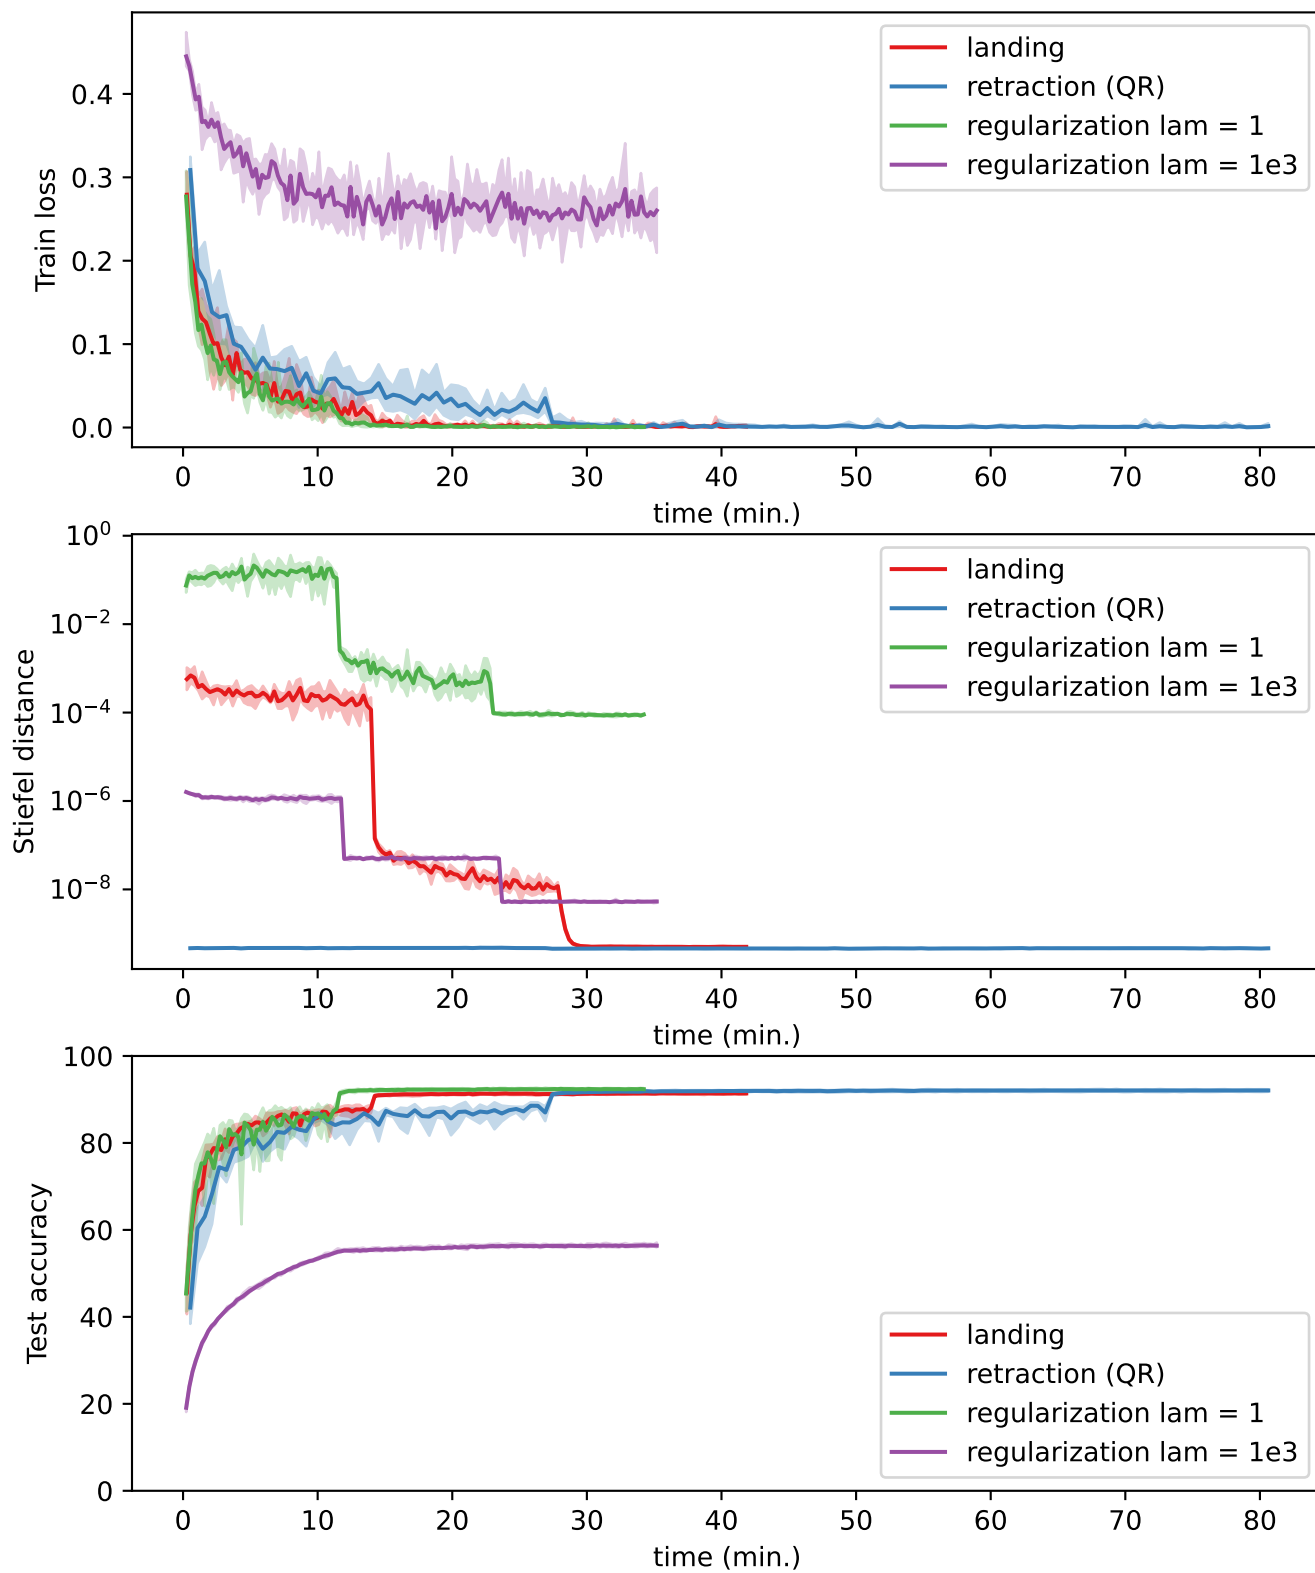 landing
retraction (QR)
regularization lam = 1
regularization lam = 1e3
Train loss
0.4
0.3
0.2
0.1
0.0
0 10 20 30 40 50 60 70 80
time (min.)
landing
retraction (QR)
regularization lam = 1
regularization lam = 1e3
Stiefel distance
10⁰
10⁻²
10⁻⁴
10⁻⁶
10⁻⁸
0 10 20 30 40 50 60 70 80
time (min.)
Test accuracy
100
80
60
40
20
0
landing
retraction (QR)
regularization lam = 1
regularization lam = 1e3
0 10 20 30 40 50 60 70 80
time (min.)